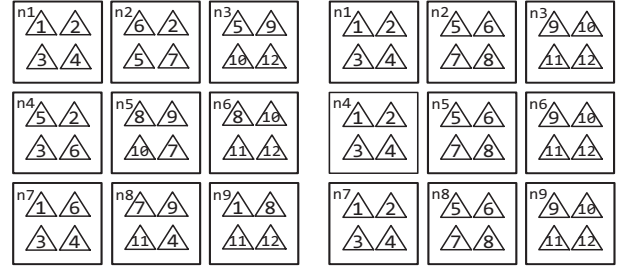 n1 1 2 n2 6 2 n3 5 9 n1 1 2 n2 5 6 n3 9 10
3 4 5 7 10 12 3 4 7 8 11 12
n4 5 2 n5 8 9 n6 8 10 n4 1 2 n5 5 6 n6 9 10
3 6 10 7 11 12 3 4 7 8 11 12
n7 1 6 n8 7 9 n9 1 8 n7 1 2 n8 5 6 n9 9 10
3 4 11 4 11 12 3 4 7 8 11 12